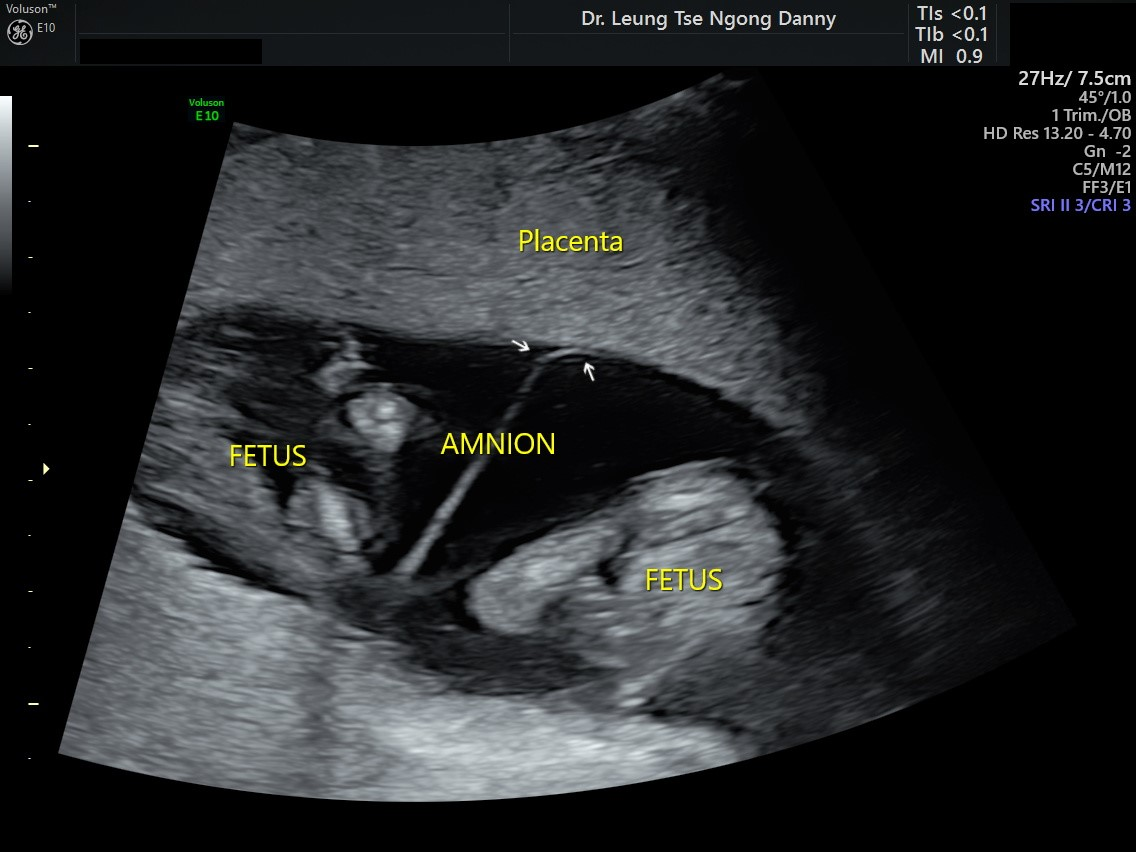 Voluson™
E10
Dr. Leung Tse Ngong Danny
TIs <0.1
TIb <0.1
MI 0.9
27Hz/ 7.5cm
45°/1.0
1 Trim./OB
HD Res 13.20 - 4.70
Gn -2
C5/M12
FF3/E1
SRI II 3/CRI 3
Voluson
E10
Placenta
AMNION
FETUS
FETUS